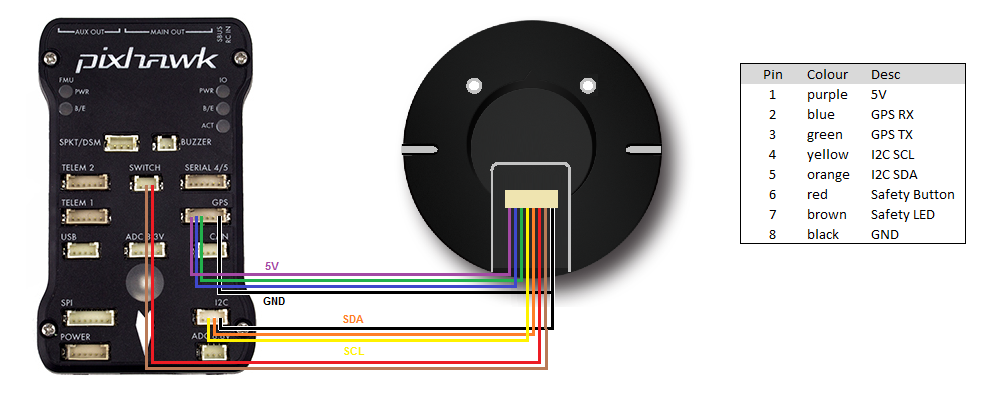 AUX OUT
MAIN OUT
SBUS
RC IN
pixhawk
FMU
IO
PWR
PWR
B/E
B/E
ACT
SPKT/DSM
BUZZER
TELEM 2
SWITCH
SERIAL 4/5
TELEM 1
GPS
USB
ADC 3.3V
CAN
5V
GND
SPI
I2C
SDA
POWER
SCL
Pin Colour Desc
1 purple 5V
2 blue GPS RX
3 green GPS TX
4 yellow I2C SCL
5 orange I2C SDA
6 red Safety Button
7 brown Safety LED
8 black GND